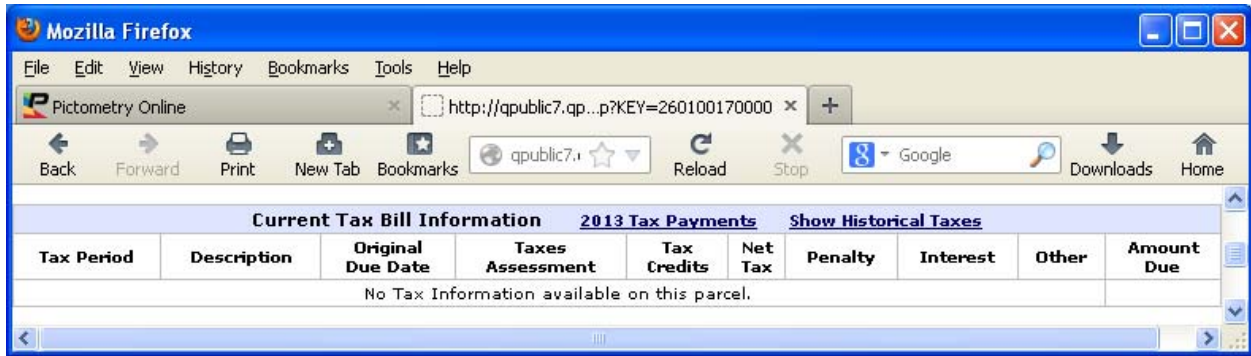 Mozilla Firefox
File Edit View History Bookmarks Tools Help
Pictometry Online × http://qpublic7.qp...p?KEY=260100170000 × +
Back Forward Print New Tab Bookmarks qpublic7. Reload Stop 8 Google Downloads Home
Current Tax Bill Information 2013 Tax Payments Show Historical Taxes
Tax Period Description Original Due Date Taxes Assessment Tax Credits Net Tax Penalty Interest Other Amount Due
No Tax Information available on this parcel.